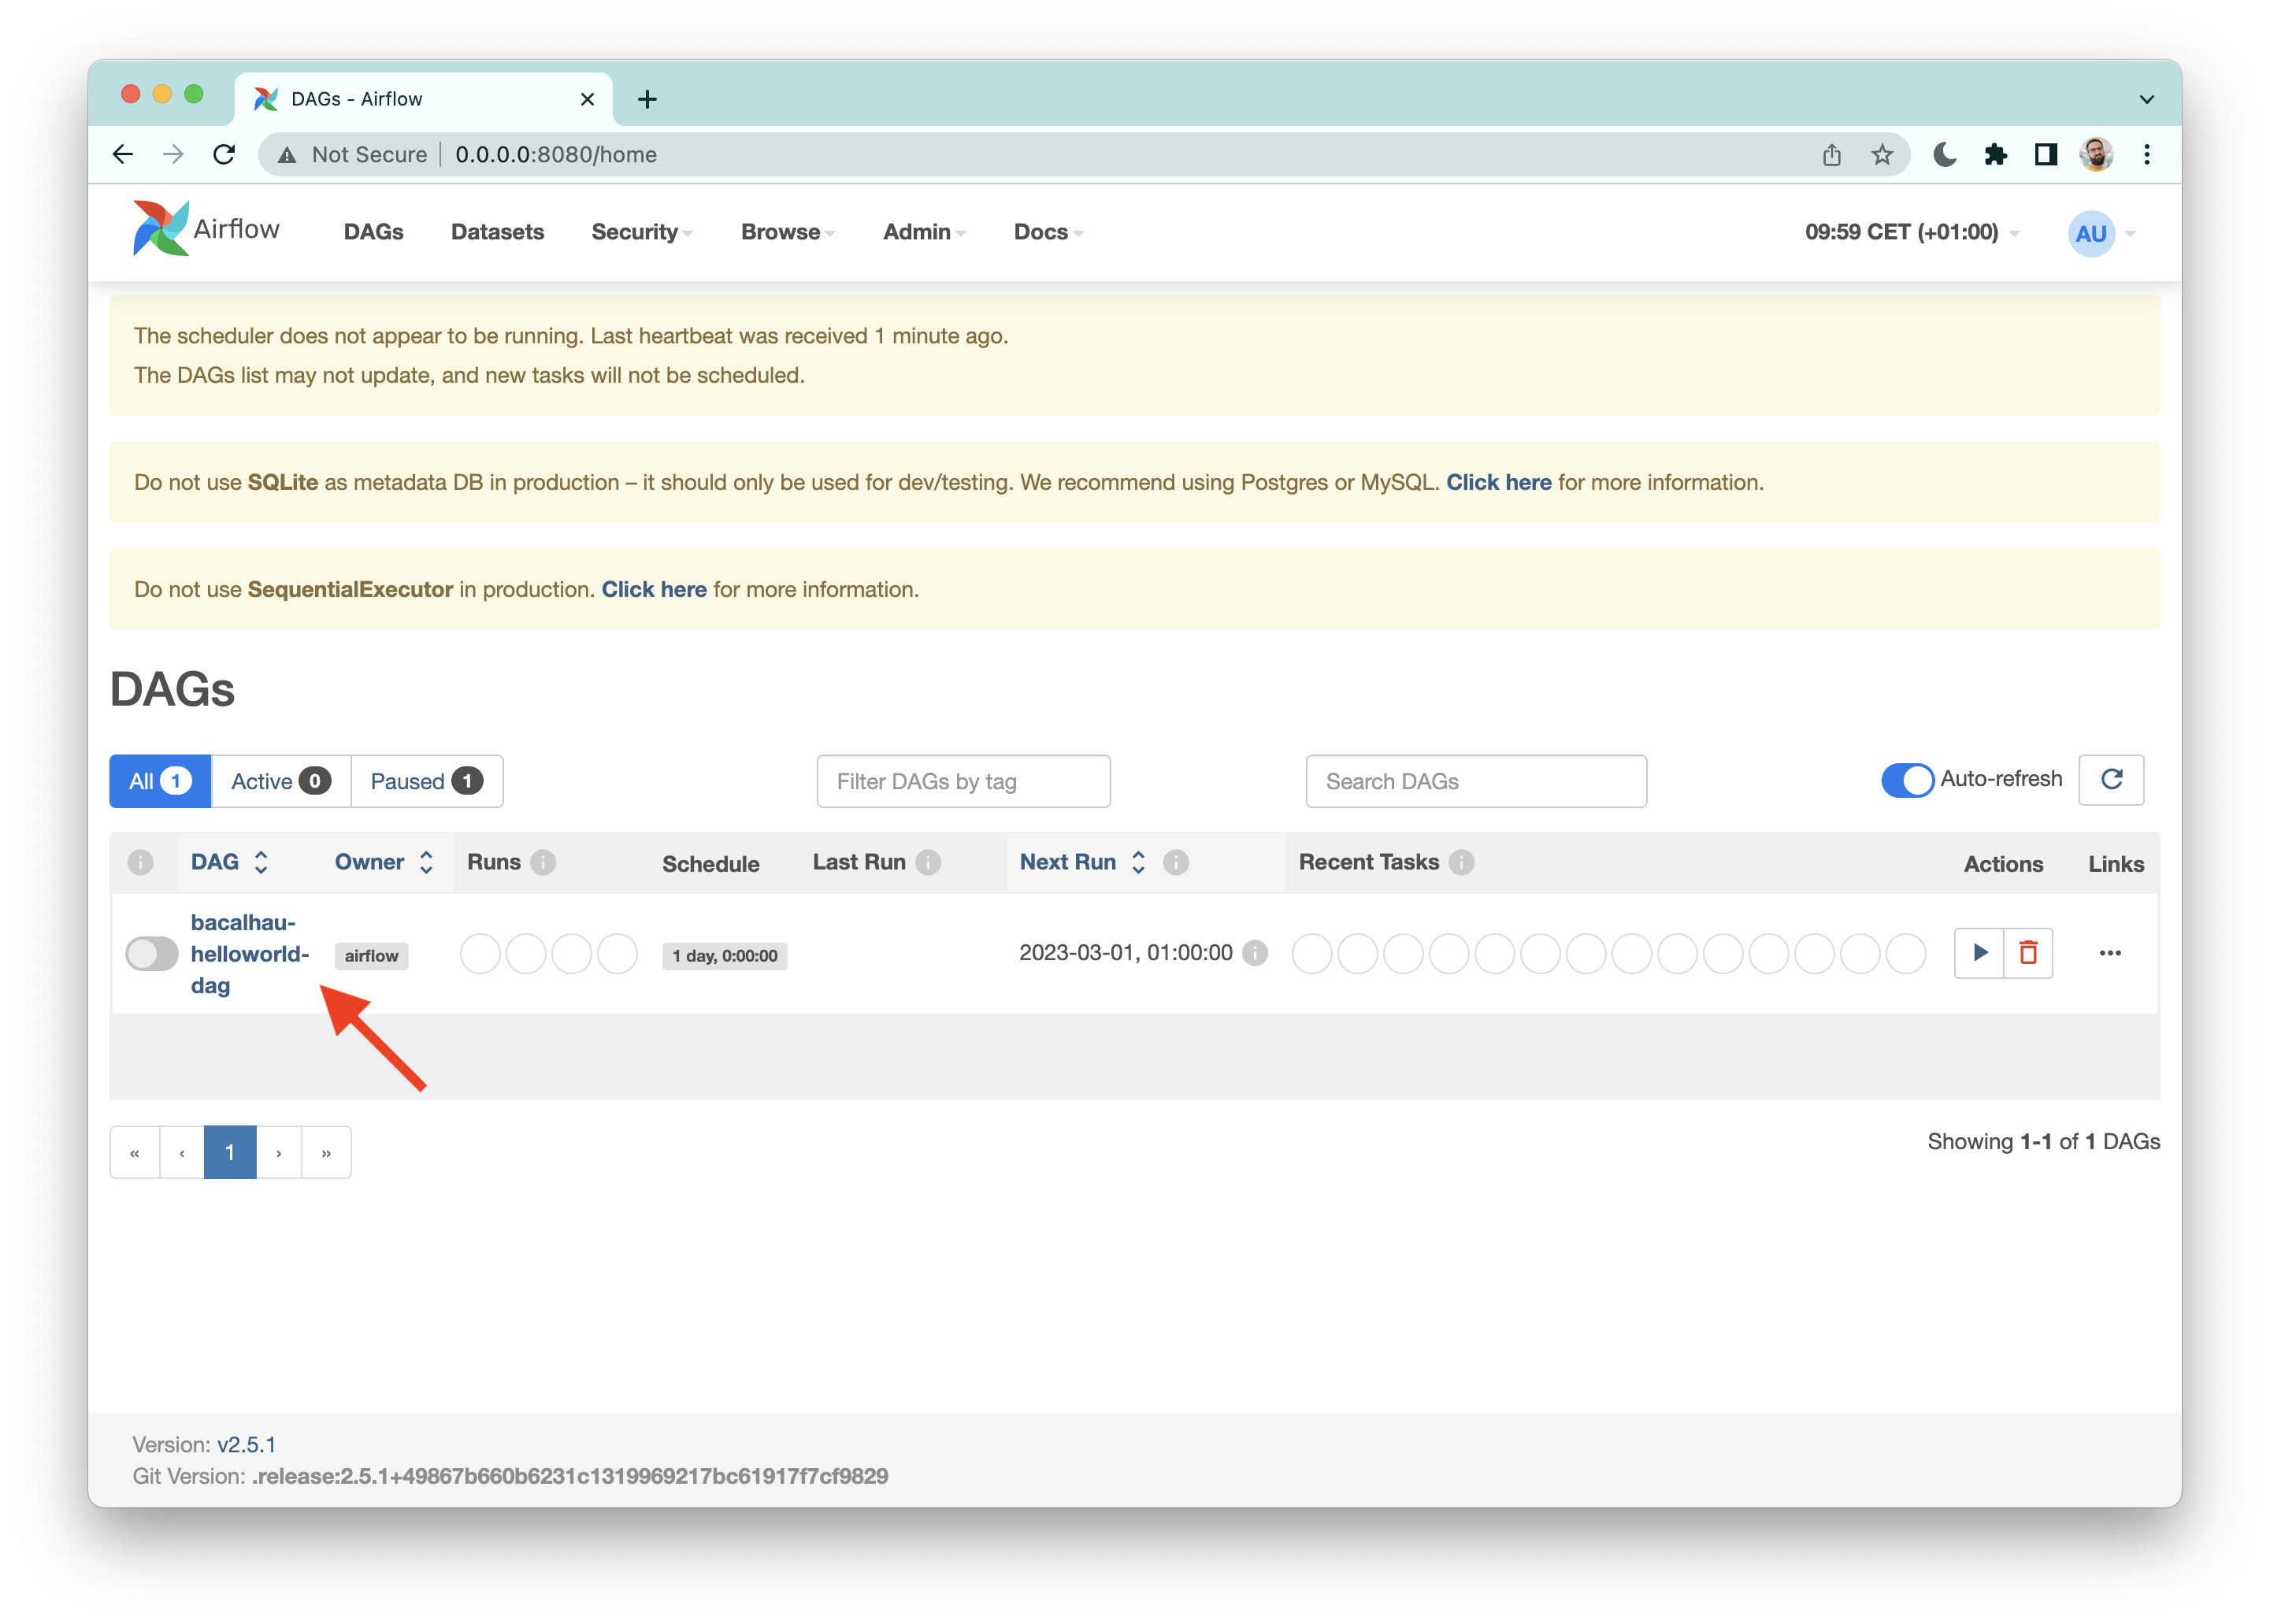 DAGs - Airflow
Not Secure 0.0.0.0:8080/home
Airflow DAGs Datasets Security Browse Admin Docs 09:59 CET (+01:00) AU
The scheduler does not appear to be running. Last heartbeat was received 1 minute ago.
The DAGs list may not update, and new tasks will not be scheduled.
Do not use SQLite as metadata DB in production – it should only be used for dev/testing. We recommend using Postgres or MySQL. Click here for more information.
Do not use SequentialExecutor in production. Click here for more information.
DAGs
All 1 Active 0 Paused 1 Filter DAGs by tag Search DAGs Auto-refresh
DAG Owner Runs Schedule Last Run Next Run Recent Tasks Actions Links
bacalhau-
helloworld-
dag
airflow 1 day, 0:00:00 2023-03-01, 01:00:00
« ‹ 1 › »
Showing 1-1 of 1 DAGs
Version: v2.5.1
Git Version: .release:2.5.1+49867b660b6231c1319969217bc61917f7cf9829